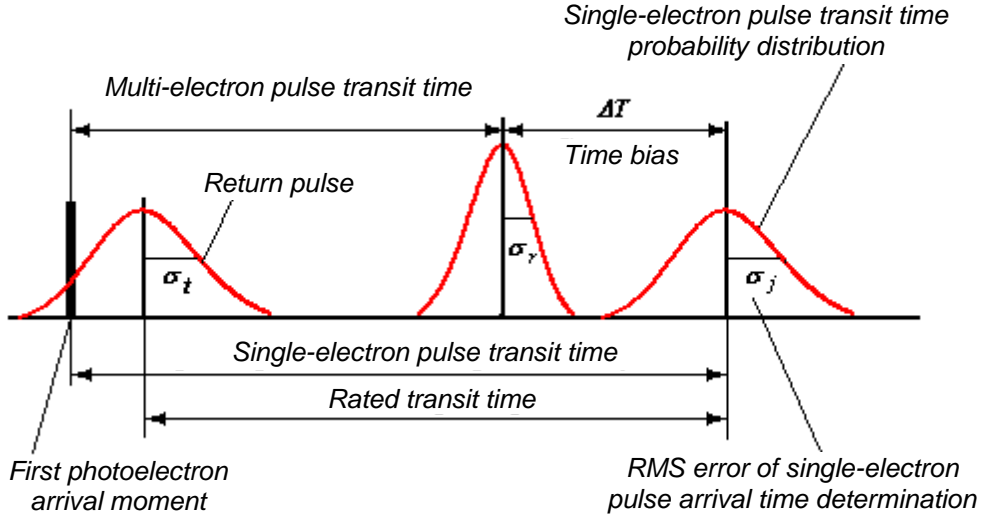 Single-electron pulse transit time
probability distribution
Multi-electron pulse transit time
ΔT
Time bias
Return pulse
σt
σr
σj
Single-electron pulse transit time
Rated transit time
First photoelectron
arrival moment
RMS error of single-electron
pulse arrival time determination